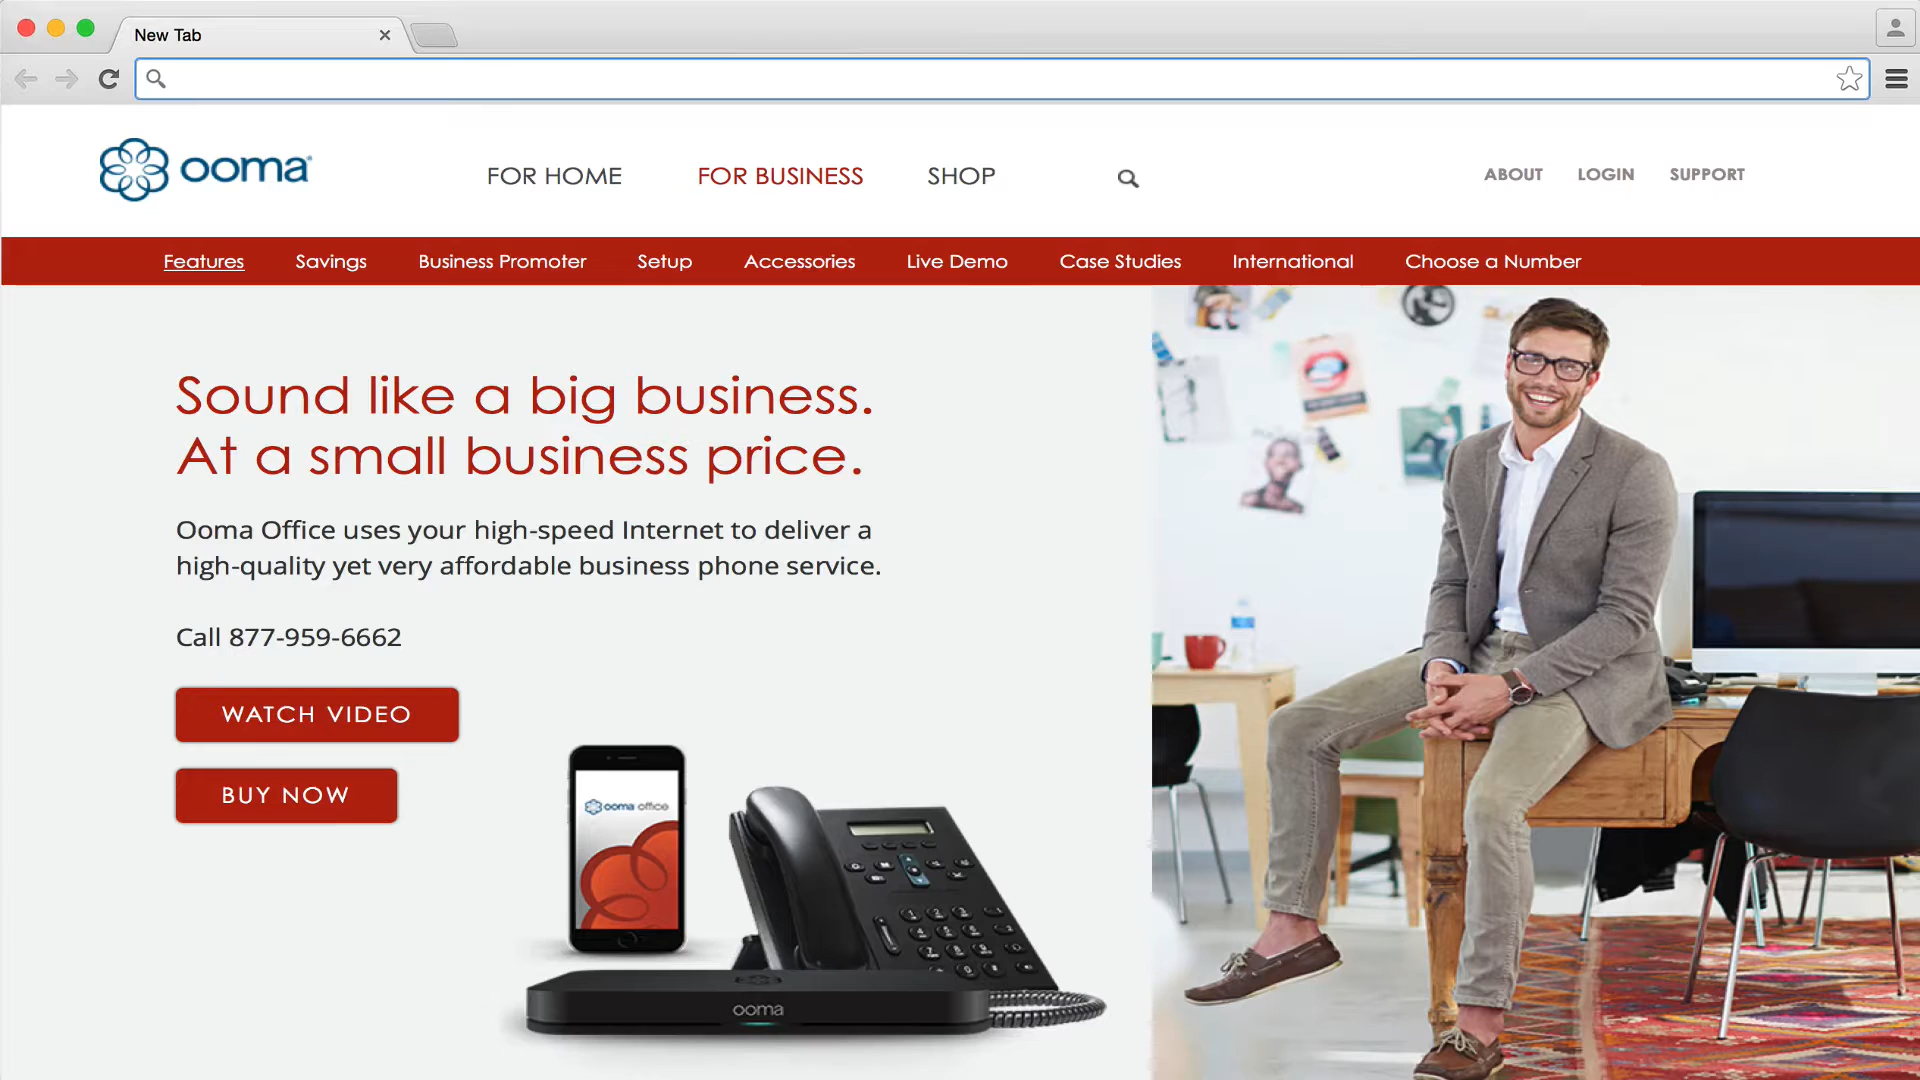 New Tab
ooma
FOR HOME
FOR BUSINESS
SHOP
ABOUT
LOGIN
SUPPORT
Features
Savings
Business Promoter
Setup
Accessories
Live Demo
Case Studies
International
Choose a Number
Sound like a big business.
At a small business price.
Ooma Office uses your high-speed Internet to deliver a
high-quality yet very affordable business phone service.
Call 877-959-6662
WATCH VIDEO
BUY NOW
ooma office
ooma